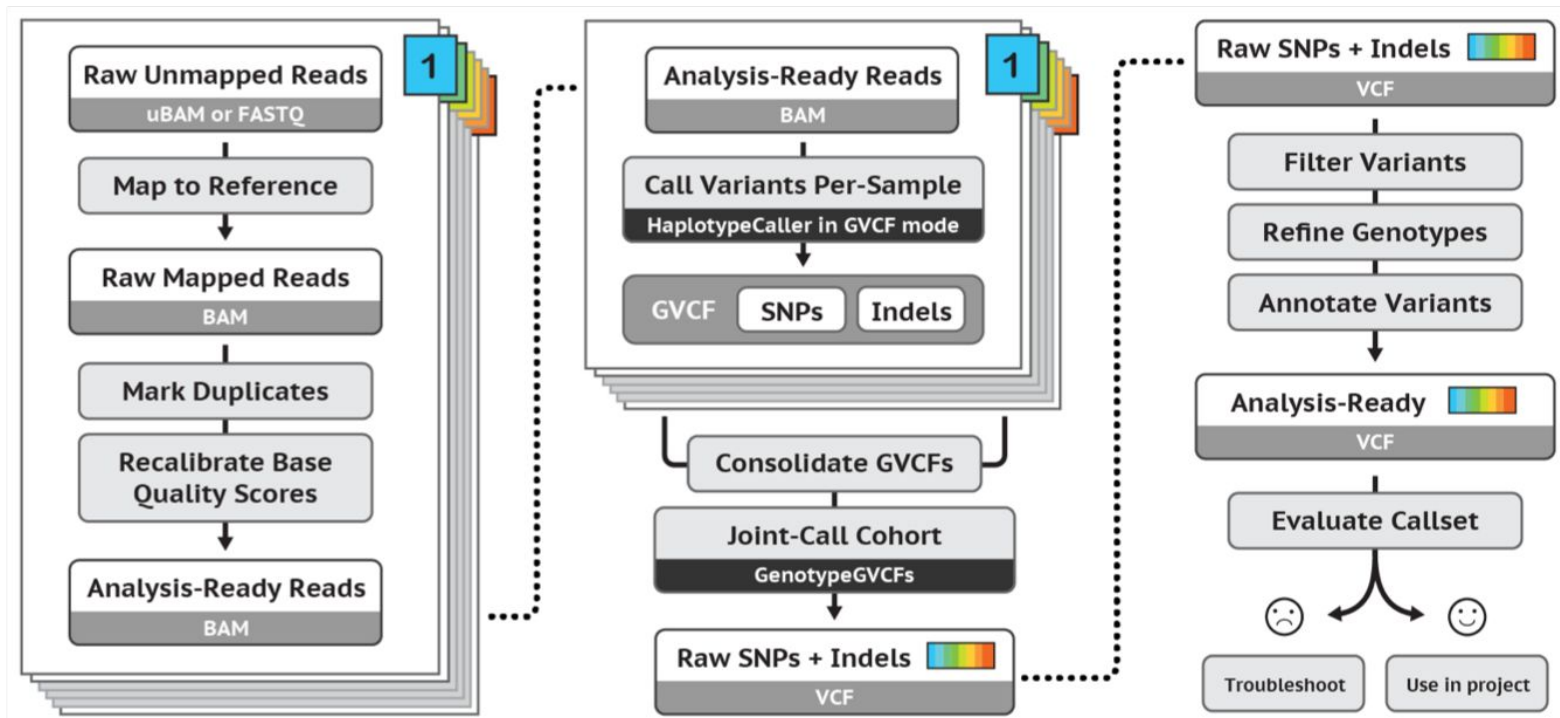 1
Raw Unmapped Reads
uBAM or FASTQ
Map to Reference
Raw Mapped Reads
BAM
Mark Duplicates
Recalibrate Base
Quality Scores
Analysis-Ready Reads
BAM
1
Analysis-Ready Reads
BAM
Call Variants Per-Sample
HaplotypeCaller in GVCF mode
GVCF SNPs Indels
Consolidate GVCFs
Joint-Call Cohort
GenotypeGVCFs
Raw SNPs + Indels
VCF
Raw SNPs + Indels
VCF
Filter Variants
Refine Genotypes
Annotate Variants
Analysis-Ready
VCF
Evaluate Callset
Troubleshoot
Use in project